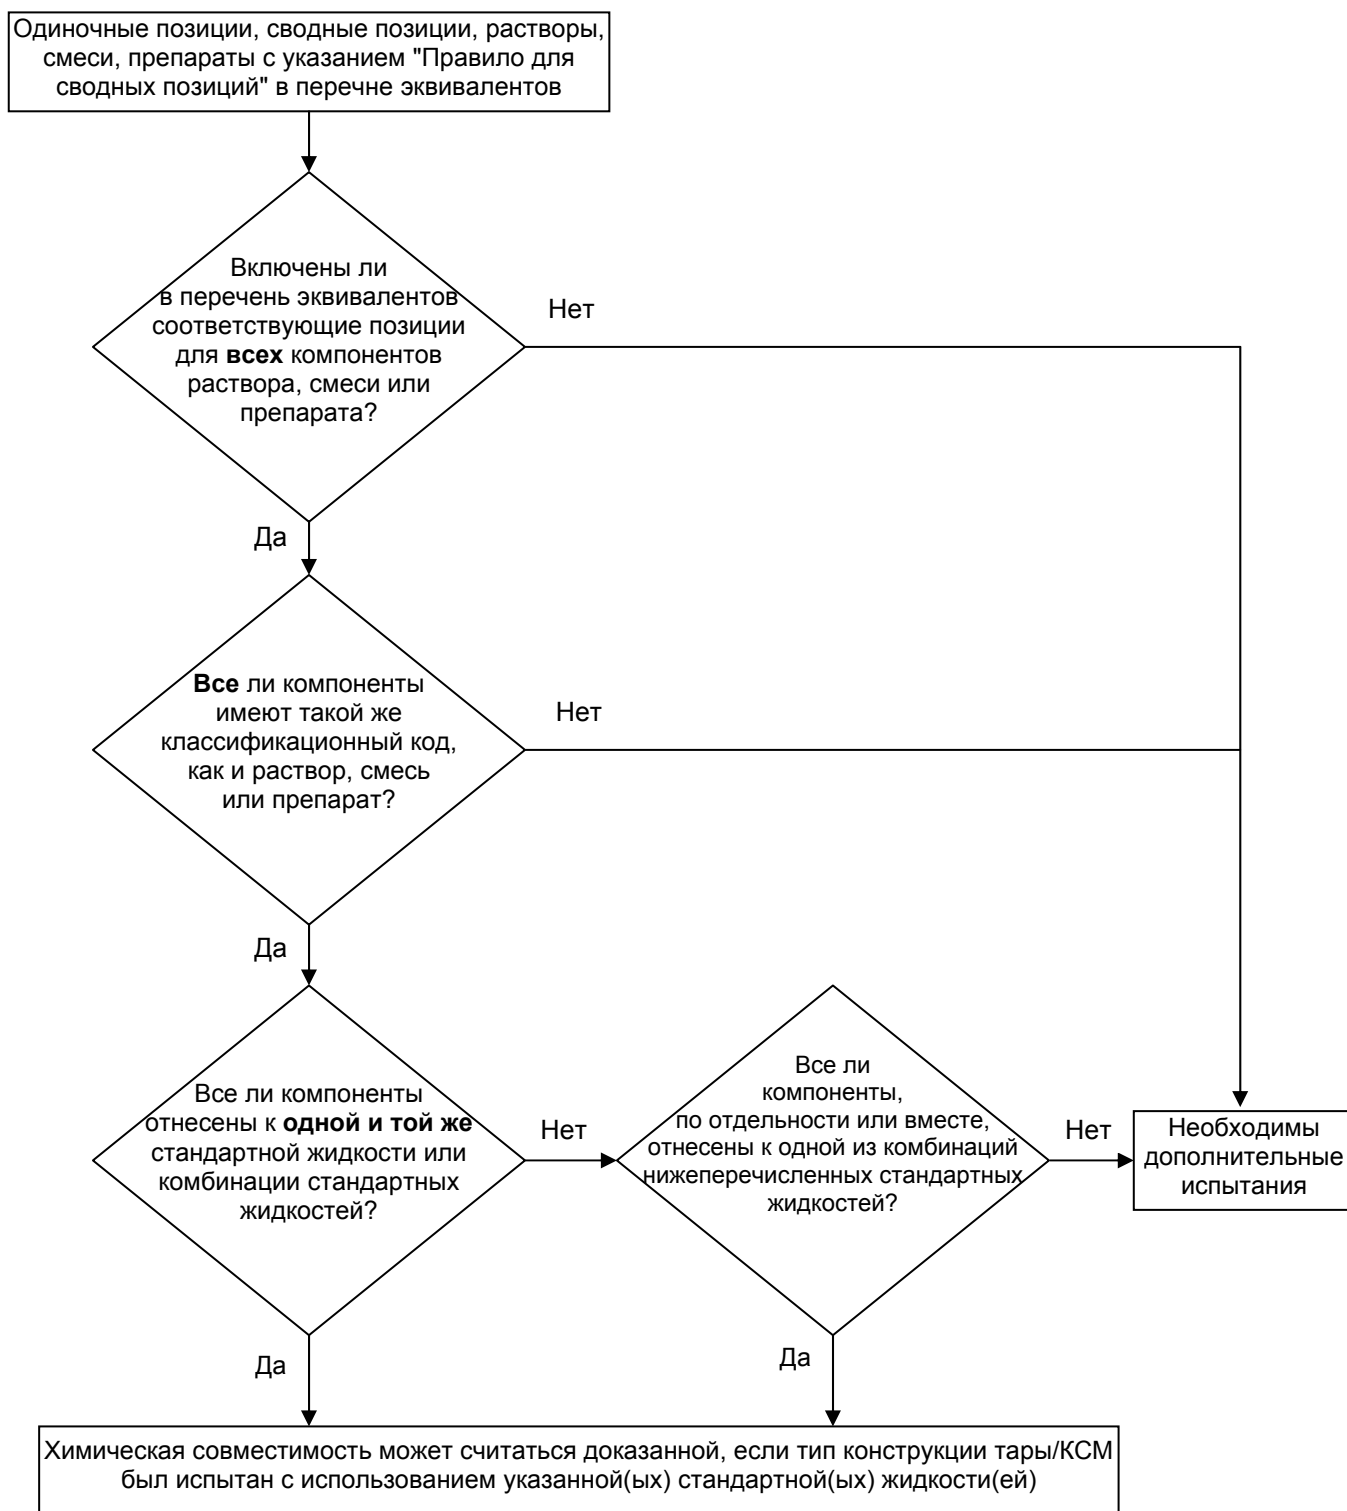 Одиночные позиции, сводные позиции, растворы,
смеси, препараты с указанием "Правило для
сводных позиций" в перечне эквивалентов
Включены ли
в перечень эквивалентов
соответствующие позиции
для всех компонентов
раствора, смеси или
препарата?
Нет
Да
Все ли компоненты
имеют такой же
классификационный код,
как и раствор, смесь
или препарат?
Нет
Да
Все ли компоненты
отнесены к одной и той же
стандартной жидкости или
комбинации стандартных
жидкостей?
Нет
Все ли
компоненты,
по отдельности или вместе,
отнесены к одной из комбинаций
нижеперечисленных стандартных
жидкостей?
Нет
Необходимы
дополнительные
испытания
Да
Да
Химическая совместимость может считаться доказанной, если тип конструкции тары/КСМ
был испытан с использованием указанной(ых) стандартной(ых) жидкости(ей)